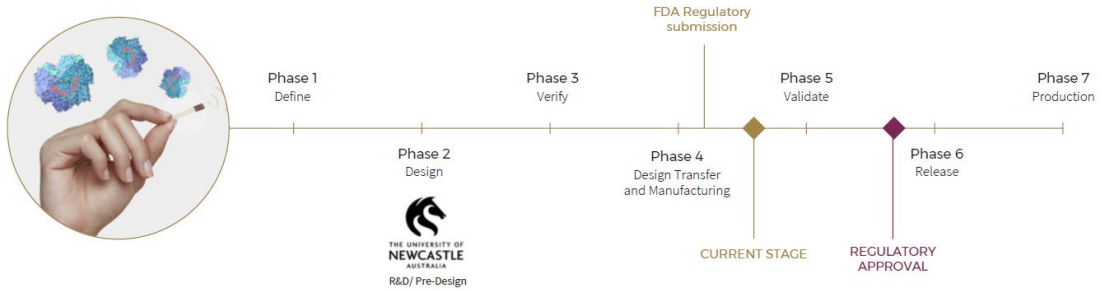 FDA Regulatory
submission
Phase 1
Define
Phase 3
Verify
Phase 5
Validate
Phase 7
Production
Phase 2
Design
Phase 4
Design Transfer
and Manufacturing
Phase 6
Release
THE UNIVERSITY OF
NEWCASTLE
AUSTRALIA
R&D/ Pre-Design
CURRENT STAGE
REGULATORY
APPROVAL